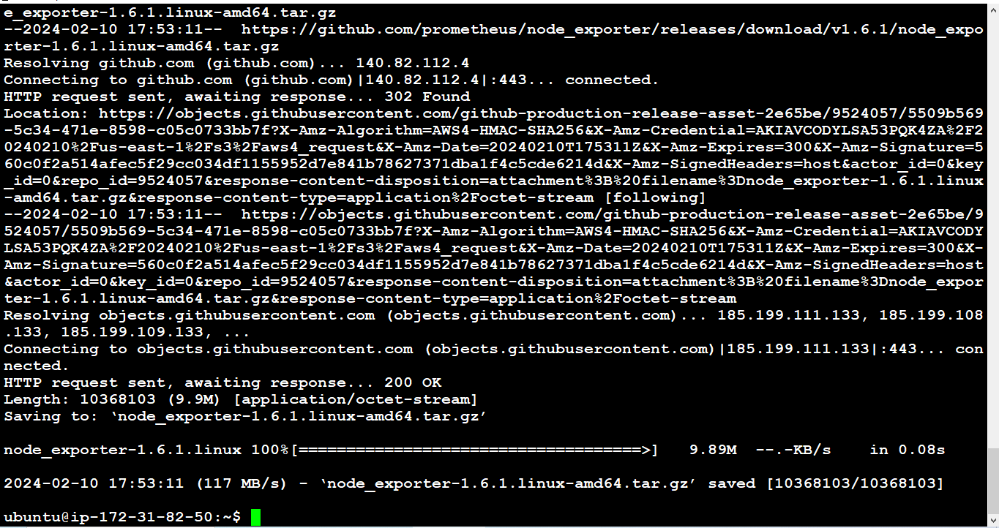 e_exporter-1.6.1.linux-amd64.tar.gz
--2024-02-10 17:53:11--  https://github.com/prometheus/node_exporter/releases/download/v1.6.1/node_expo
rter-1.6.1.linux-amd64.tar.gz
Resolving github.com (github.com)... 140.82.112.4
Connecting to github.com (github.com)|140.82.112.4|:443... connected.
HTTP request sent, awaiting response... 302 Found
Location: https://objects.githubusercontent.com/github-production-release-asset-2e65be/9524057/5509b569
-5c34-471e-8598-c05c0733bb7f?X-Amz-Algorithm=AWS4-HMAC-SHA256&X-Amz-Credential=AKIAVCODYLSA53PQK4ZA%2F2
0240210%2Fus-east-1%2Fs3%2Faws4_request&X-Amz-Date=20240210T175311Z&X-Amz-Expires=300&X-Amz-Signature=5
60c0f2a514afec5f29cc034df1155952d7e841b78627371dba1f4c5cde6214d&X-Amz-SignedHeaders=host&actor_id=0&key
_id=0&repo_id=9524057&response-content-disposition=attachment%3B%20filename%3Dnode_exporter-1.6.1.linux
-amd64.tar.gz&response-content-type=application%2Foctet-stream [following]
--2024-02-10 17:53:11--  https://objects.githubusercontent.com/github-production-release-asset-2e65be/9
524057/5509b569-5c34-471e-8598-c05c0733bb7f?X-Amz-Algorithm=AWS4-HMAC-SHA256&X-Amz-Credential=AKIAVCODY
LSA53PQK4ZA%2F20240210%2Fus-east-1%2Fs3%2Faws4_request&X-Amz-Date=20240210T175311Z&X-Amz-Expires=300&X-
Amz-Signature=560c0f2a514afec5f29cc034df1155952d7e841b78627371dba1f4c5cde6214d&X-Amz-SignedHeaders=host
&actor_id=0&key_id=0&repo_id=9524057&response-content-disposition=attachment%3B%20filename%3Dnode_expor
ter-1.6.1.linux-amd64.tar.gz&response-content-type=application%2Foctet-stream
Resolving objects.githubusercontent.com (objects.githubusercontent.com)... 185.199.111.133, 185.199.108
.133, 185.199.109.133, ...
Connecting to objects.githubusercontent.com (objects.githubusercontent.com)|185.199.111.133|:443... con
nected.
HTTP request sent, awaiting response... 200 OK
Length: 10368103 (9.9M) [application/octet-stream]
Saving to: ‘node_exporter-1.6.1.linux-amd64.tar.gz’
node_exporter-1.6.1.linux 100%[====================================>]   9.89M  --.-KB/s    in 0.08s
2024-02-10 17:53:11 (117 MB/s) - ‘node_exporter-1.6.1.linux-amd64.tar.gz’ saved [10368103/10368103]
ubuntu@ip-172-31-82-50:~$